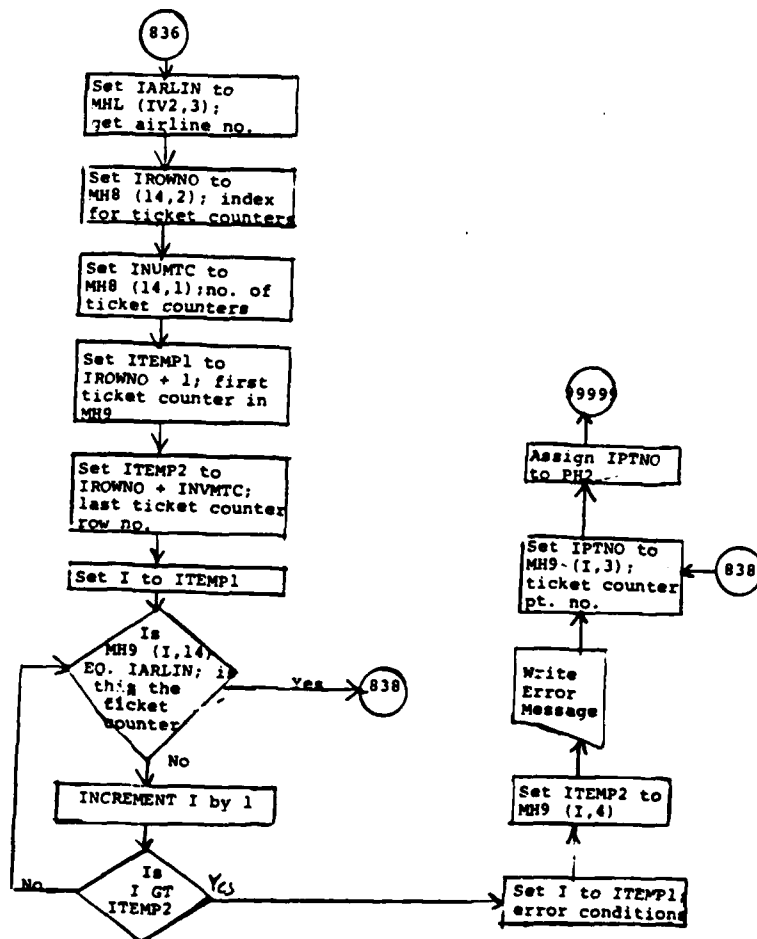 836
Set IARLIN to
MHL (IV2,3);
get airline no.
Set IROWNO to
MH8 (14,2); index
for ticket counters
Set INUMTC to
MH8 (14,1);no. of
ticket counters
Set ITEMP1 to
IROWNO + 1; first
ticket counter in
MH9
Set ITEMP2 to
IROWNO + INVMTC;
last ticket counter
row no.
Set I to ITEMP1
Is
MH9 (I,14)
EQ. IARLIN; is
this the
ticket
counter
Yes
838
No
INCREMENT I by 1
Is
I GT
ITEMP2
No
Yes
Set I to ITEMP1;
error conditions
Set ITEMP2 to
MH9 (I,4)
Write
Error
Message
Set IPTNO to
MH9 (I,3);
ticket counter
pt. no.
838
Assign IPTNO
to PH2
99999